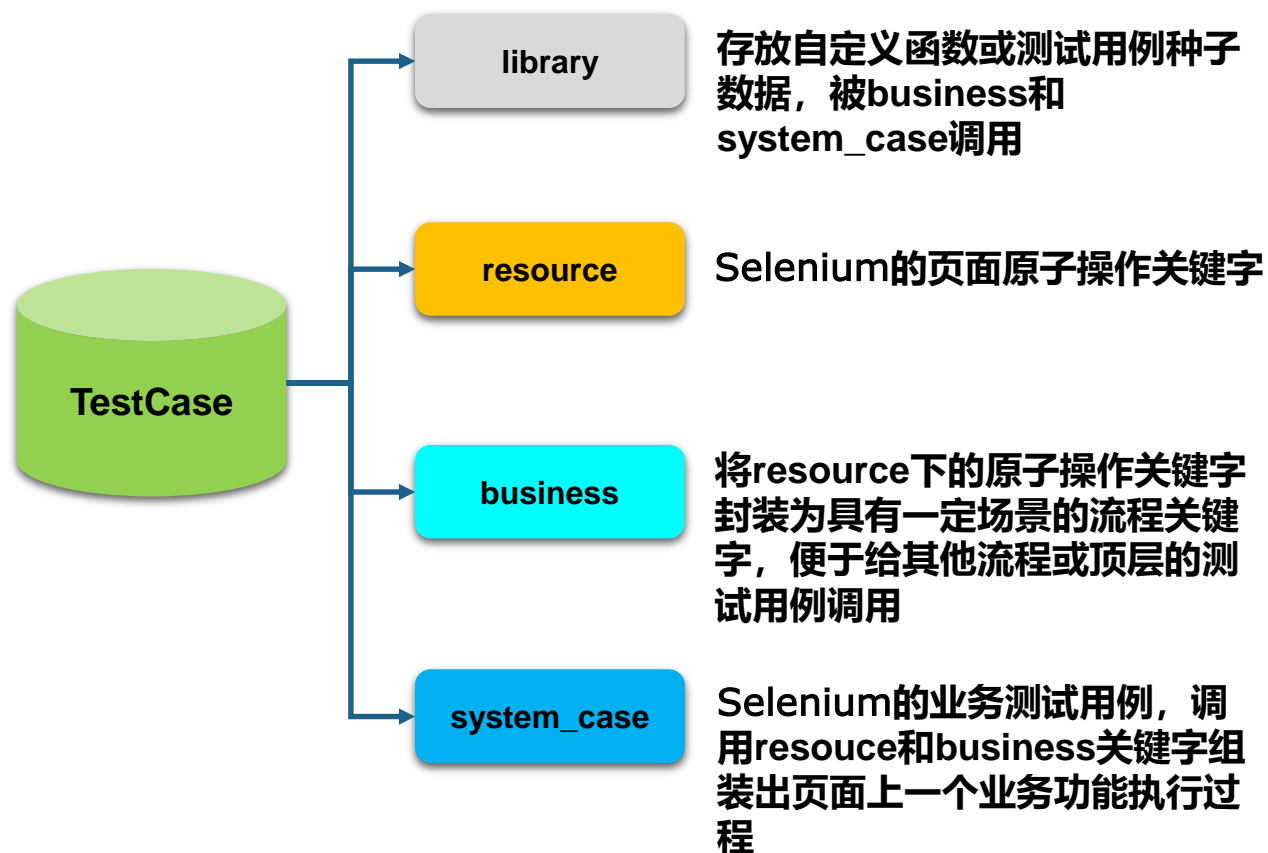 library
存放自定义函数或测试用例种子
数据，被business和
system_case调用
resource
Selenium的页面原子操作关键字
TestCase
business
将resource下的原子操作关键字
封装为具有一定场景的流程关键
字，便于给其他流程或顶层的测
试用例调用
system_case
Selenium的业务测试用例，调
用resouce和business关键字组
装出页面上一个业务功能执行过
程